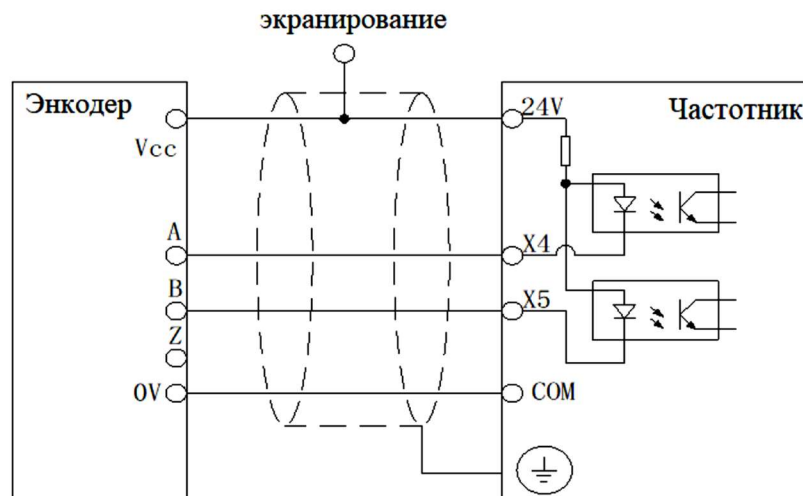 экранирование
Энкодер
24V
Частотник
Vcc
A
X4
B
X5
Z
0V
COM